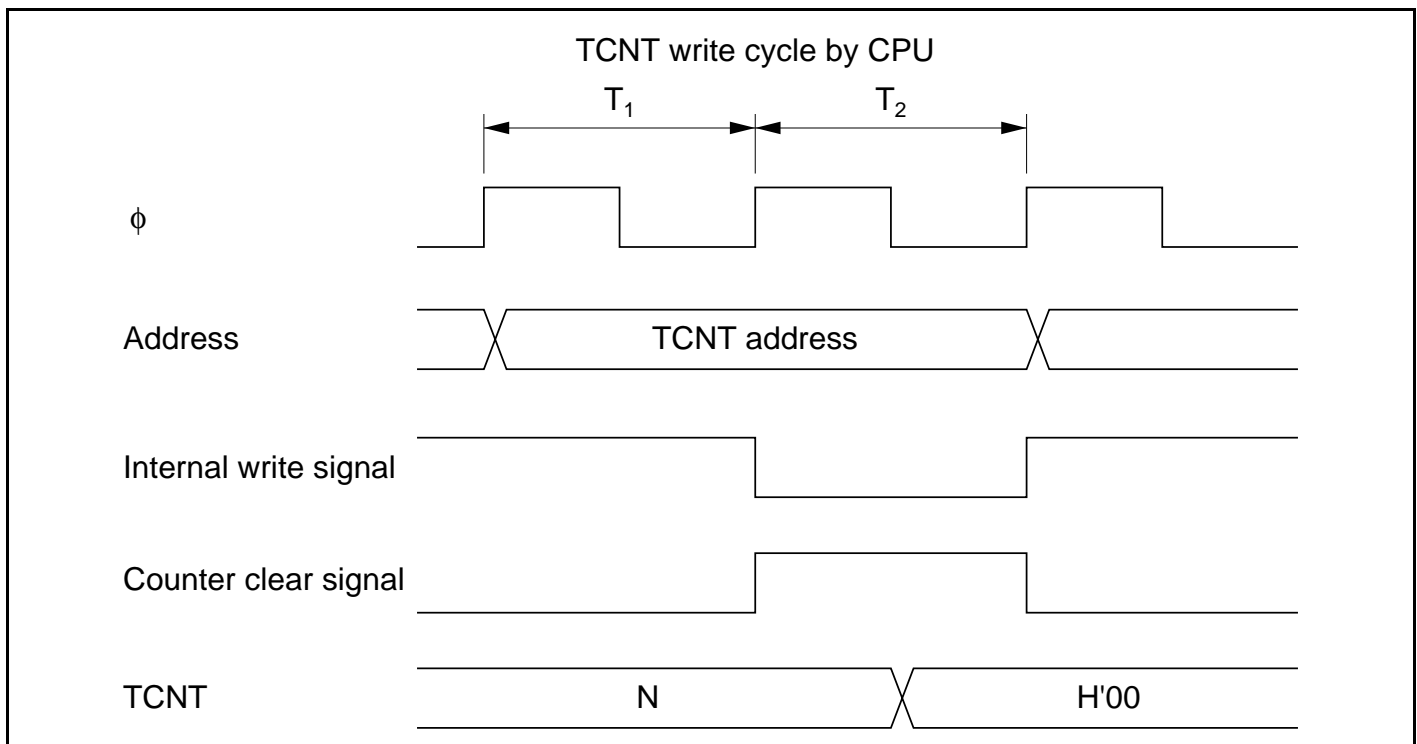 TCNT write cycle by CPU
T₁ T₂
ϕ
Address TCNT address
Internal write signal
Counter clear signal
TCNT N H'00